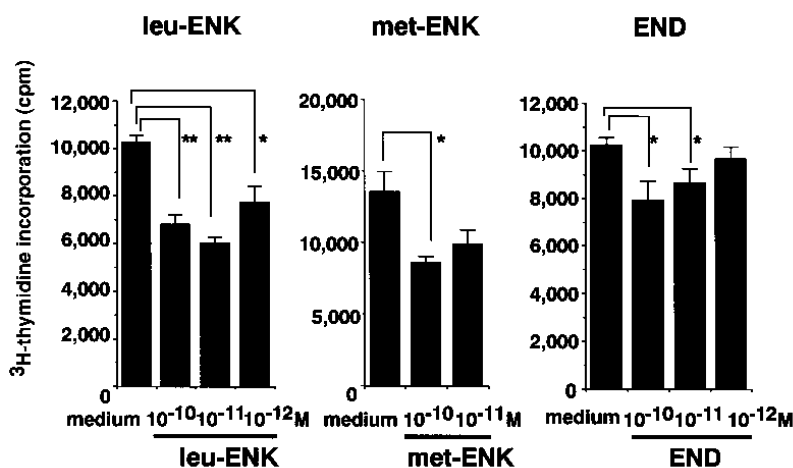 leu-ENK
met-ENK
END
³H-thymidine incorporation (cpm)
12,000
10,000
8,000
6,000
4,000
2,000
0
** ** *
medium 10⁻¹⁰ 10⁻¹¹ 10⁻¹² M
leu-ENK
20,000
15,000
10,000
5,000
0
*
medium 10⁻¹⁰ 10⁻¹¹ M
met-ENK
12,000
10,000
8,000
6,000
4,000
2,000
0
* *
medium 10⁻¹⁰ 10⁻¹¹ 10⁻¹² M
END